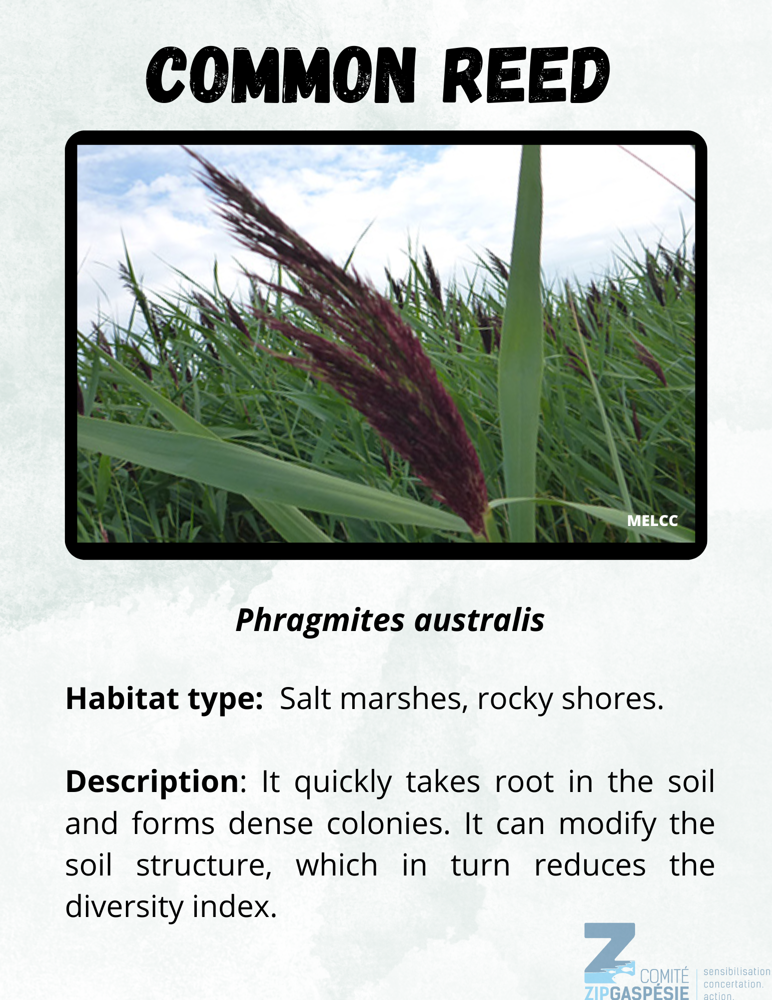 COMMON REED
MELCC
Phragmites australis
Habitat type: Salt marshes, rocky shores.
Description: It quickly takes root in the soil
and forms dense colonies. It can modify the
soil structure, which in turn reduces the
diversity index.
Z
COMITÉ
ZIPGASPÉSIE
sensibilisation
concertation.
action.